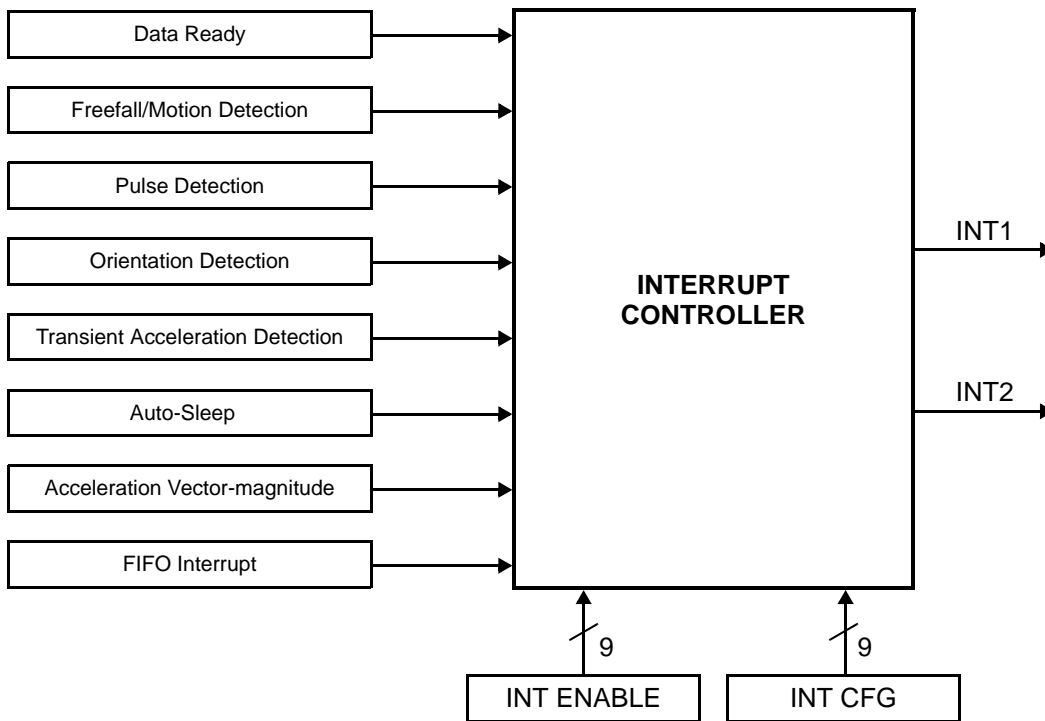 Data Ready
Freefall/Motion Detection
Pulse Detection
Orientation Detection
Transient Acceleration Detection
Auto-Sleep
Acceleration Vector-magnitude
FIFO Interrupt
INTERRUPT
CONTROLLER
INT1
INT2
9
9
INT ENABLE
INT CFG